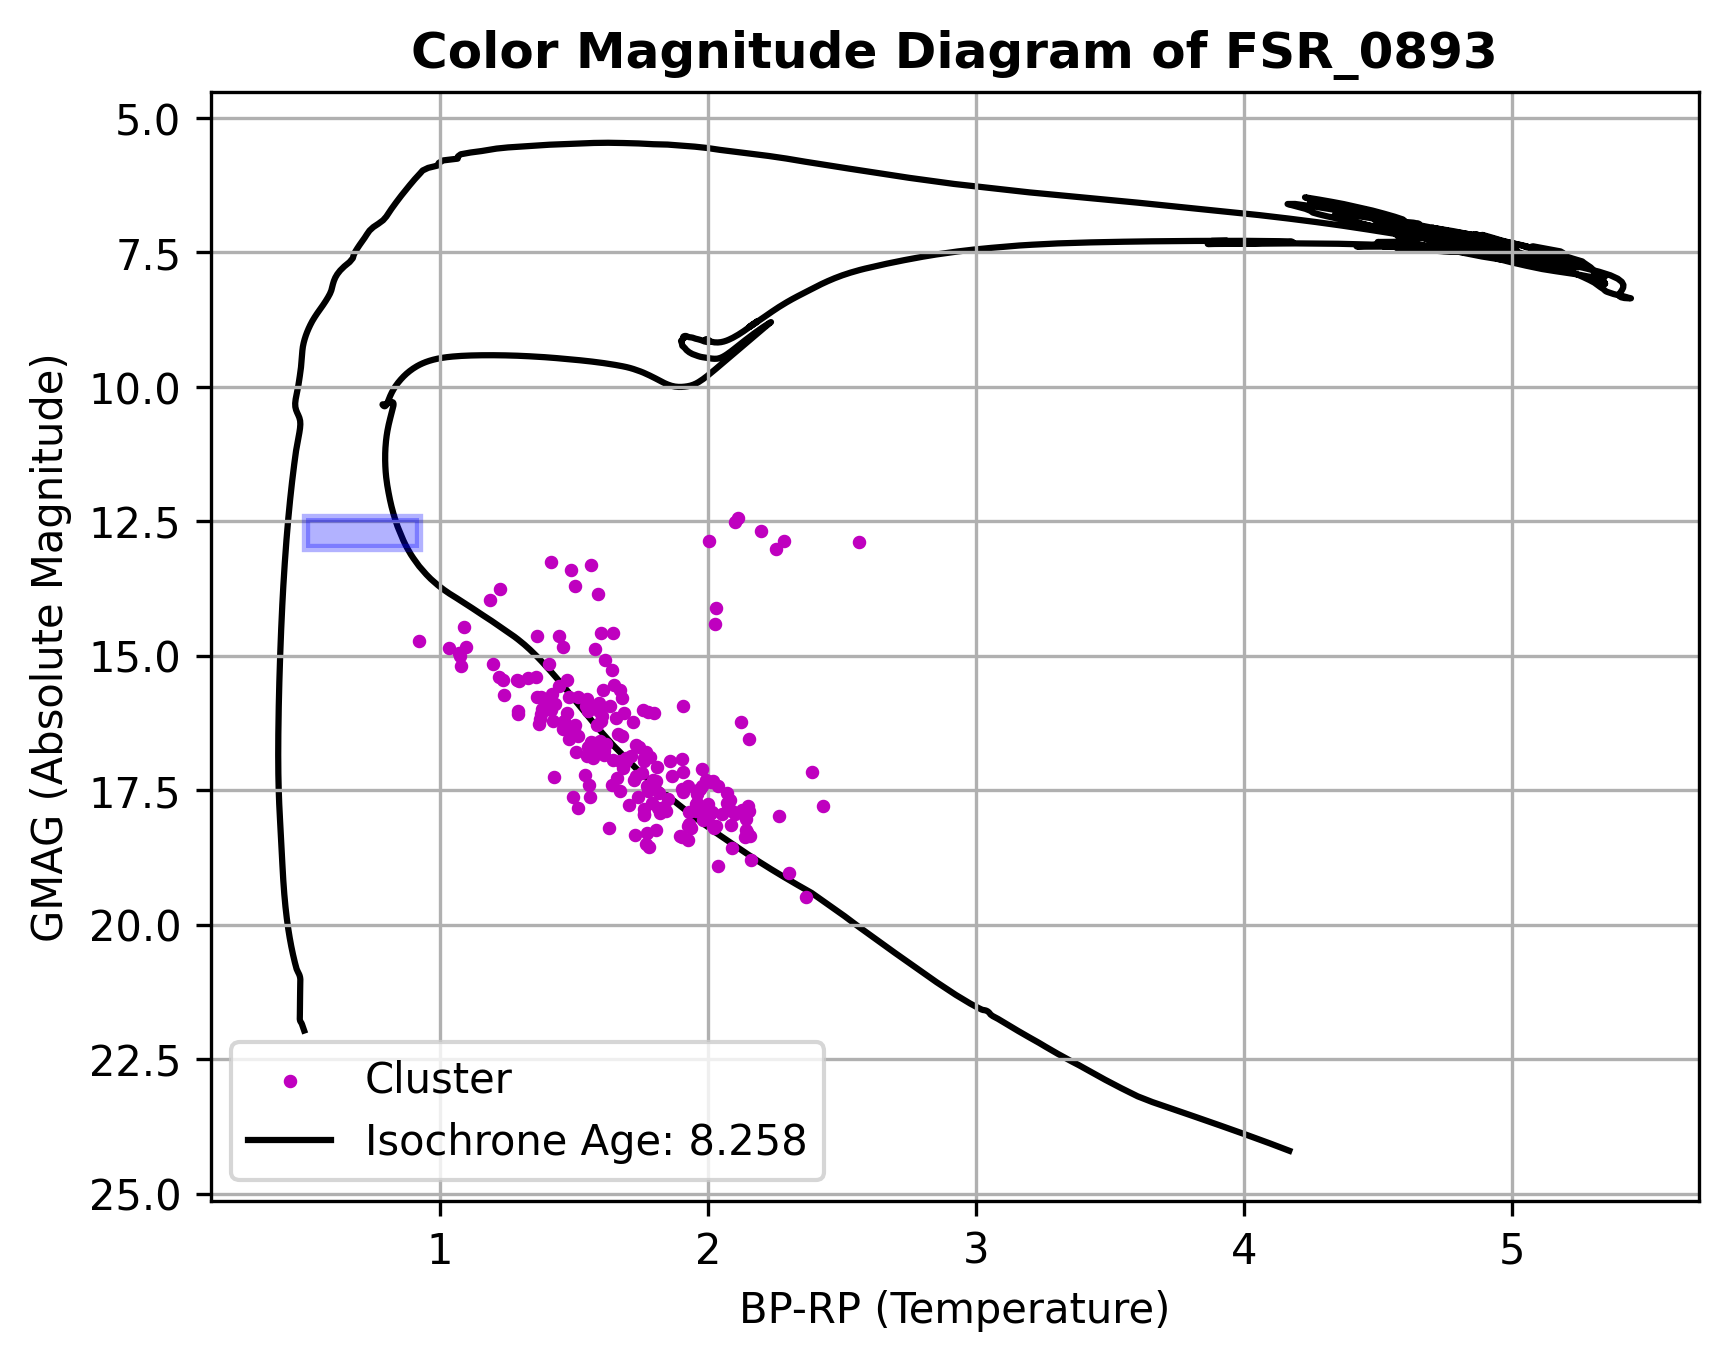 Color Magnitude Diagram of FSR_0893
5.0
7.5
10.0
12.5
15.0
17.5
20.0
22.5
25.0
GMAG (Absolute Magnitude)
Cluster
Isochrone Age: 8.258
1 2 3 4 5
BP-RP (Temperature)